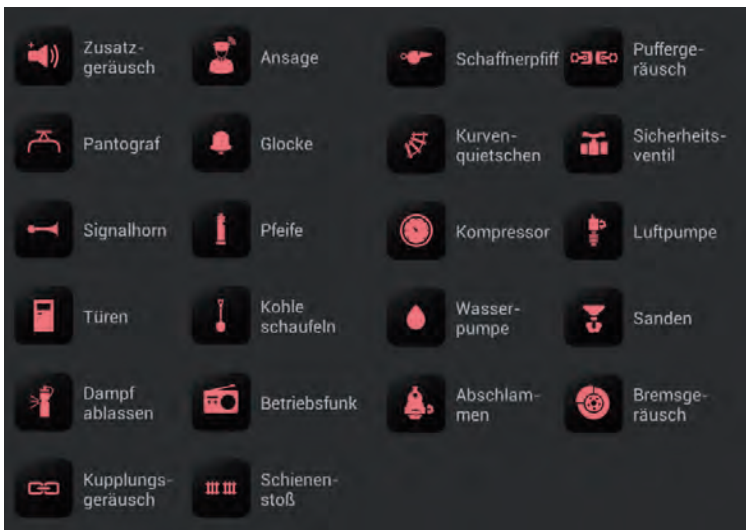 Zusatz-
geräusch
Ansage
Schaffnerpfiff
Pufferge-
räusch
Pantograf
Glocke
Kurven-
quietschen
Sicherheits-
ventil
Signalhorn
Pfeife
Kompressor
Luftpumpe
Türen
Kohle
schaufeln
Wasser-
pumpe
Sanden
Dampf
ablassen
Betriebsfunk
Abschlam-
men
Bremsge-
räusch
Kupplungs-
geräusch
Schienen-
stoß